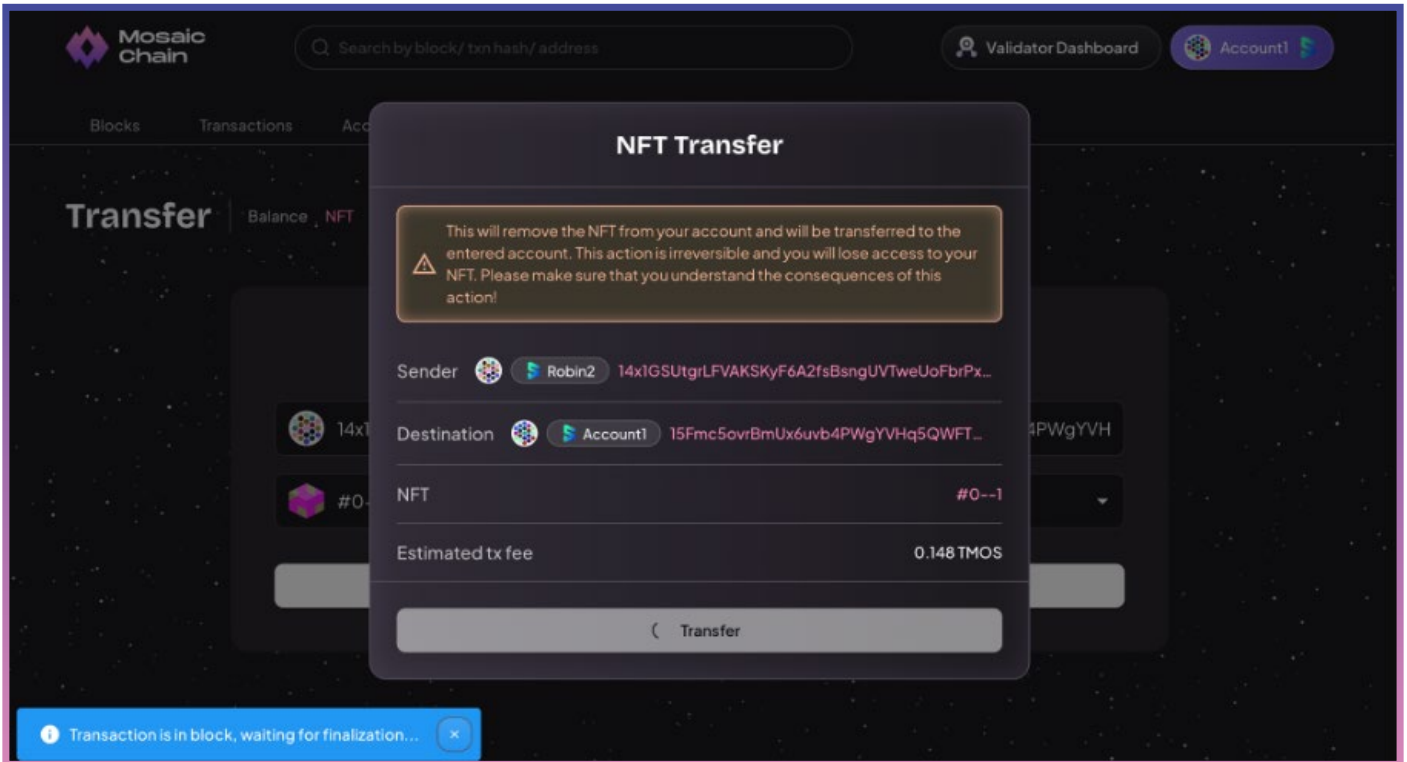 Mosaic
Chain
Search by block/ txn hash/ address
Validator Dashboard
Account1
Blocks
Transactions
Acc
NFT Transfer
Transfer
Balance
NFT
This will remove the NFT from your account and will be transferred to the
entered account. This action is irreversible and you will lose access to your
NFT. Please make sure that you understand the consequences of this
action!
Sender
Robin2
14x1GSUtgrLFVAKSKyF6A2fsBsngUVTweUoFbrPx...
14x1
Destination
Account1
15Fmc5ovrBmUx6uvb4PWgYVHq5QWFT...
4PWgYVH
#0-
NFT
#0--1
Estimated tx fee
0.148 TMOS
Transfer
Transaction is in block, waiting for finalization...